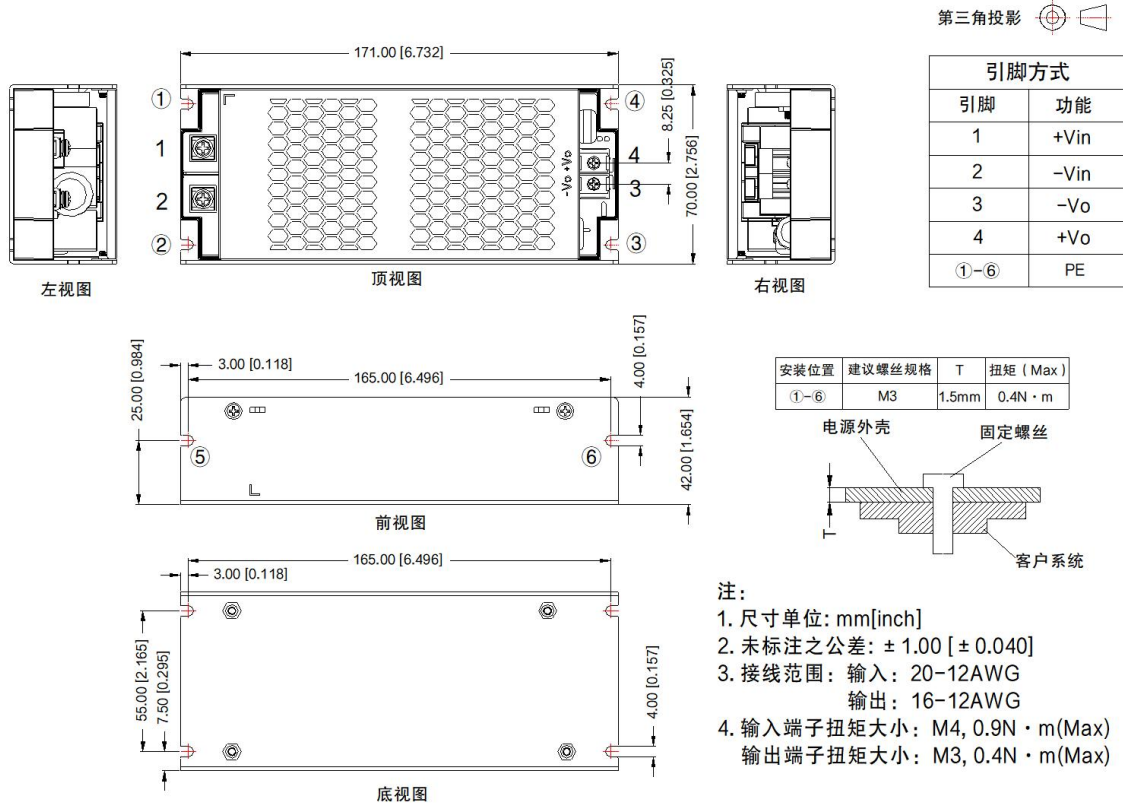 第三角投影
171.00 [6.732]
① ④
1 4
2 3
② ③
+Vo
-Vo
8.25 [0.325]
70.00 [2.756]
左视图
顶视图
右视图
引脚方式
引脚 功能
1 +Vin
2 -Vin
3 -Vo
4 +Vo
①-⑥ PE
25.00 [0.984]
3.00 [0.118]
165.00 [6.496]
4.00 [0.157]
42.00 [1.654]
⑤ ⑥
前视图
安装位置 建议螺丝规格 T 扭矩（Max）
①-⑥ M3 1.5mm 0.4N·m
电源外壳
固定螺丝
T
客户系统
165.00 [6.496]
3.00 [0.118]
55.00 [2.165]
7.50 [0.295]
4.00 [0.157]
底视图
注：
1. 尺寸单位: mm[inch]
2. 未标注之公差: ±1.00 [±0.040]
3. 接线范围：输入：20-12AWG
输出：16-12AWG
4. 输入端子扭矩大小：M4, 0.9N·m(Max)
输出端子扭矩大小：M3, 0.4N·m(Max)